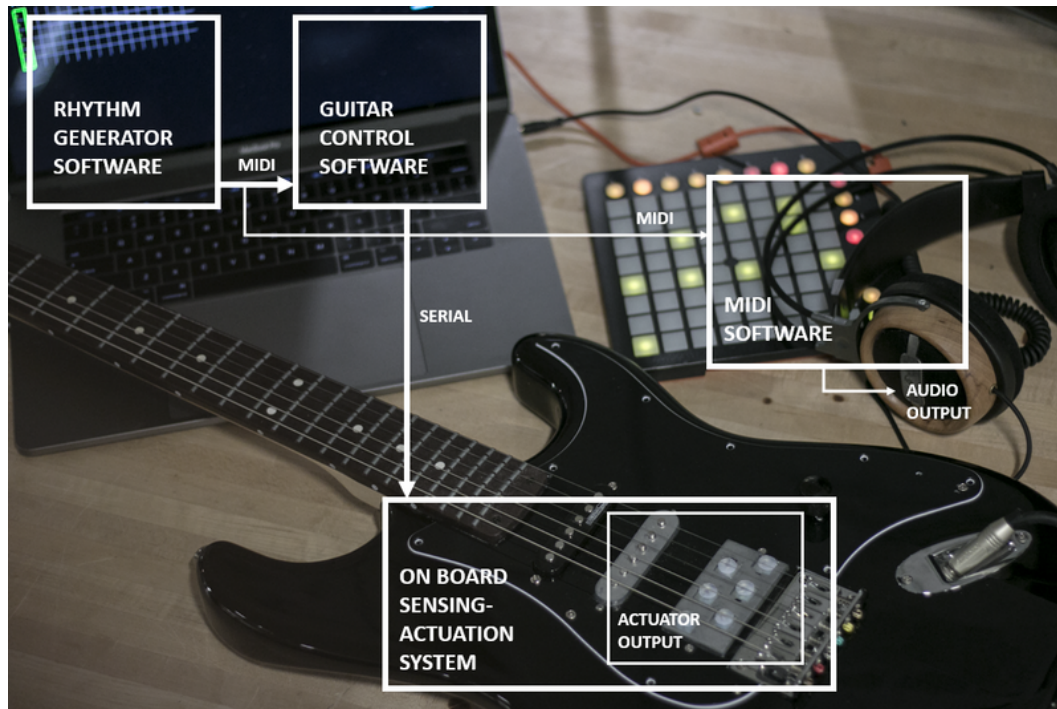 RHYTHM
GENERATOR
SOFTWARE
MIDI
GUITAR
CONTROL
SOFTWARE
MIDI
SERIAL
MIDI
SOFTWARE
AUDIO
OUTPUT
ON BOARD
SENSING-
ACTUATION
SYSTEM
ACTUATOR
OUTPUT